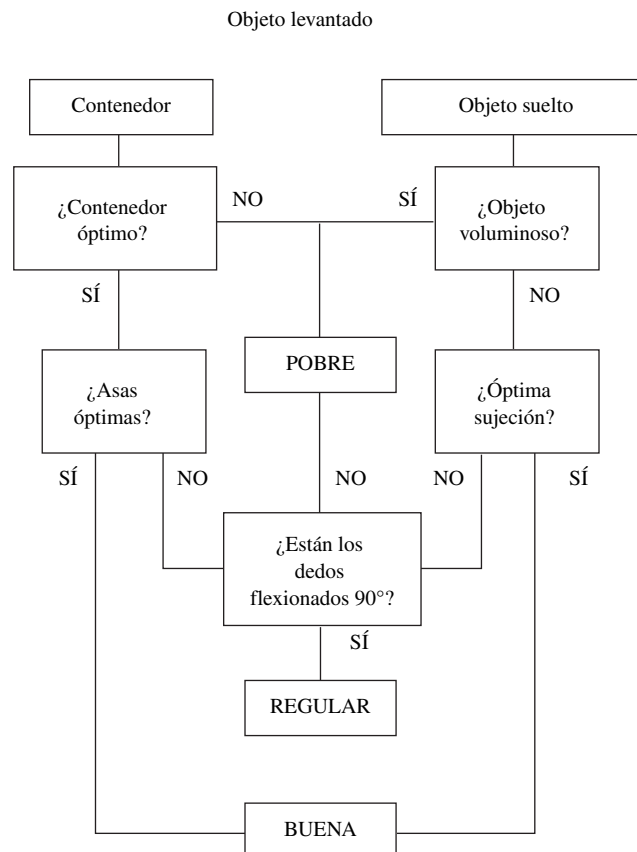 Objeto levantado
Contenedor
Objeto suelto
¿Contenedor
óptimo?
NO
SÍ
¿Objeto
voluminoso?
SÍ
NO
¿Asas
óptimas?
POBRE
¿Óptima
sujeción?
SÍ
NO
NO
NO
SÍ
¿Están los
dedos
flexionados 90°?
SÍ
REGULAR
BUENA